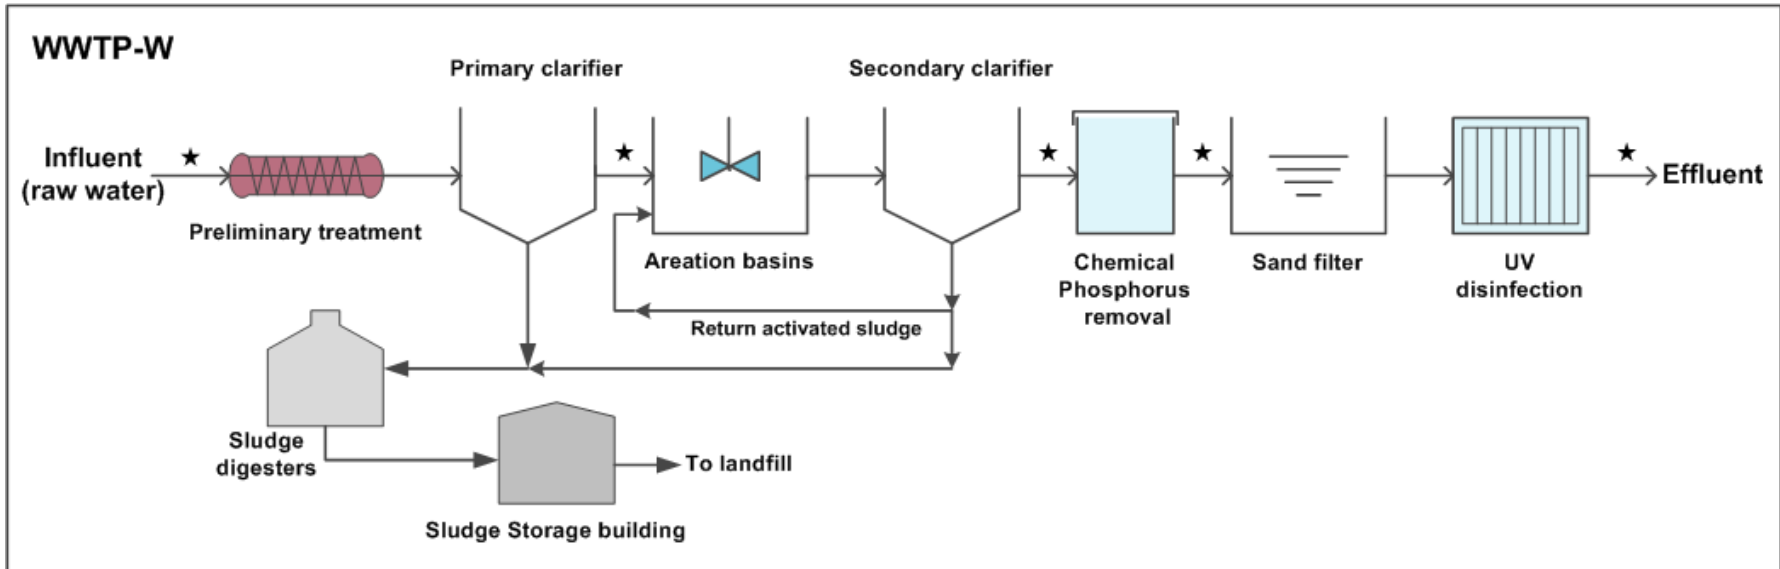 WWTP-W
Primary clarifier
Secondary clarifier
Influent
(raw water)
Effluent
Preliminary treatment
Areation basins
Chemical
Phosphorus
removal
Sand filter
UV
disinfection
Return activated sludge
Sludge
digesters
To landfill
Sludge Storage building